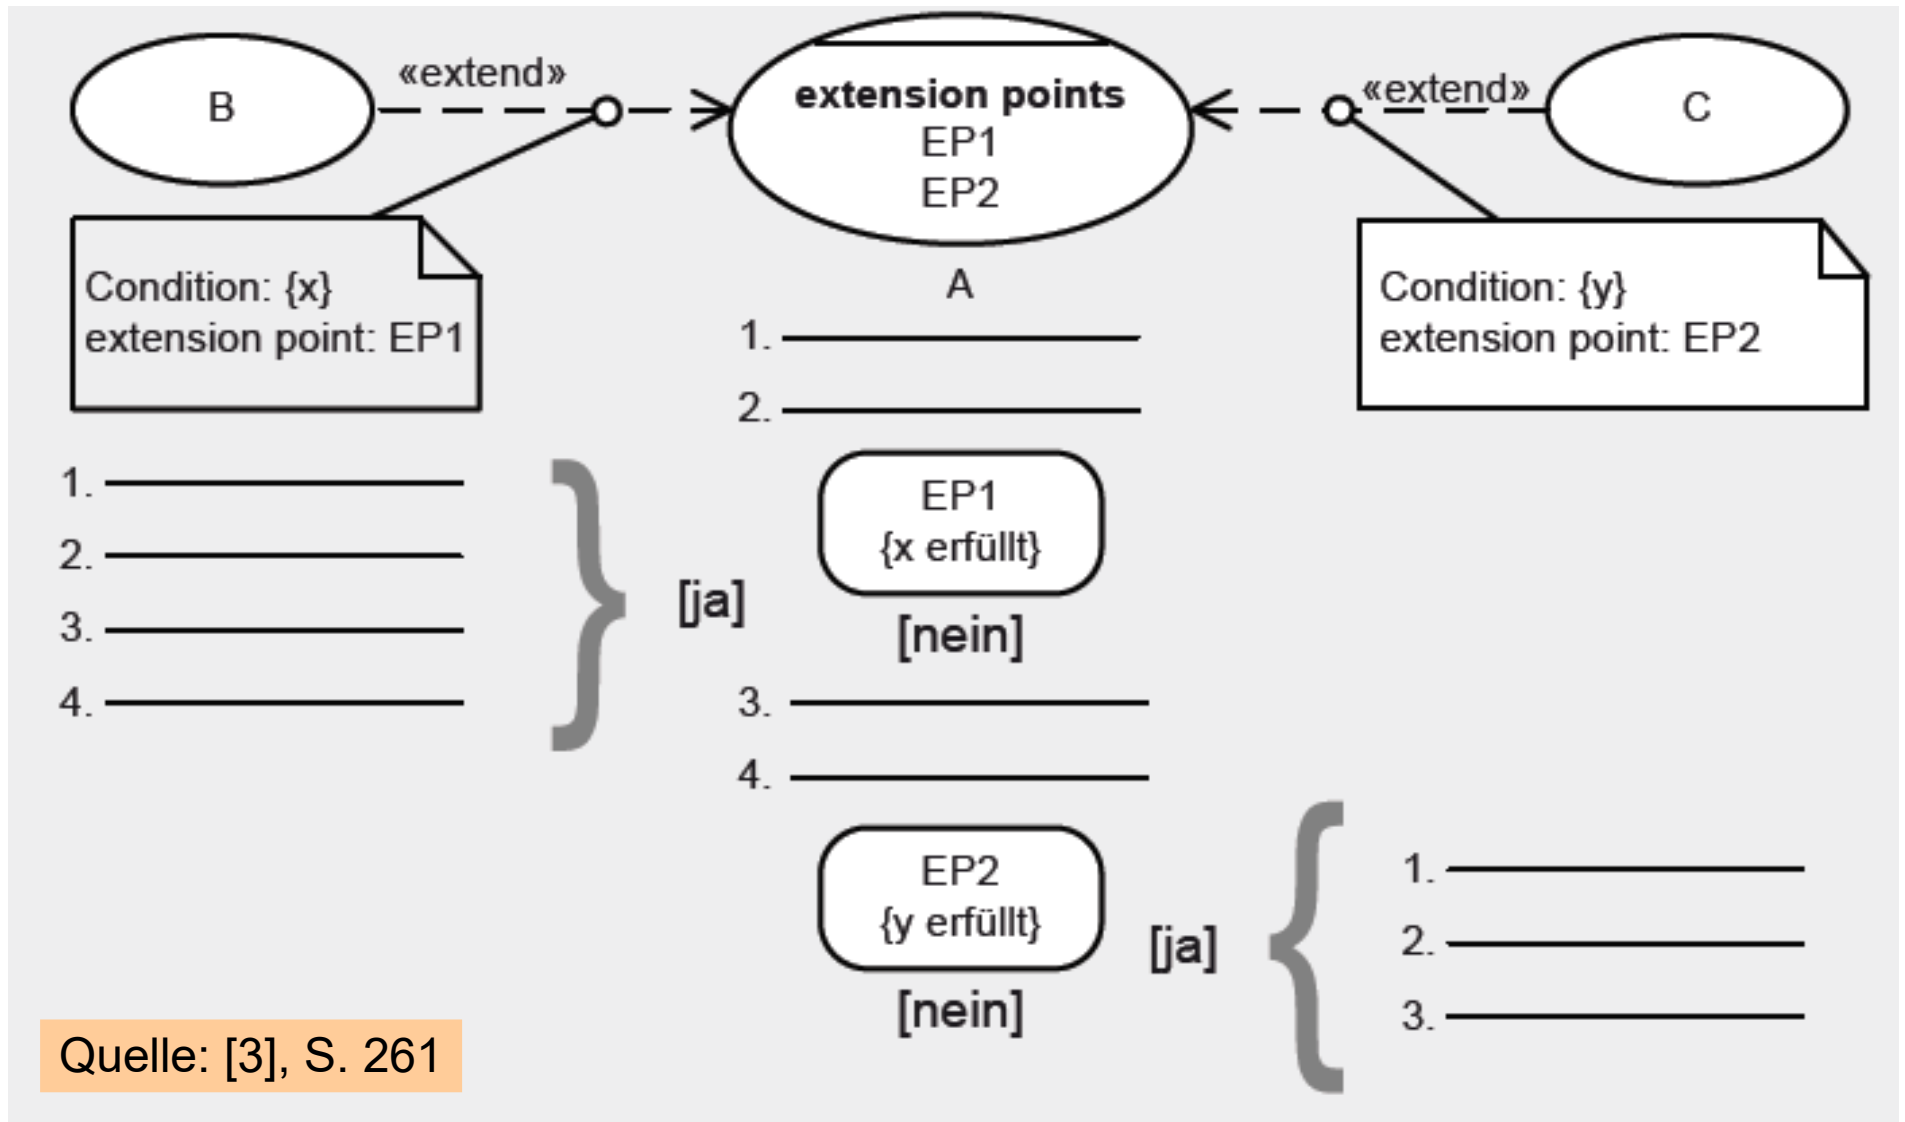 B
«extend»
extension points
EP1
EP2
«extend»
C
Condition: {x}
extension point: EP1
A
Condition: {y}
extension point: EP2
1.
2.
1.
2.
3.
4.
[ja]
EP1
{x erfüllt}
[nein]
3.
4.
EP2
{y erfüllt}
[nein]
[ja]
1.
2.
3.
Quelle: [3], S. 261